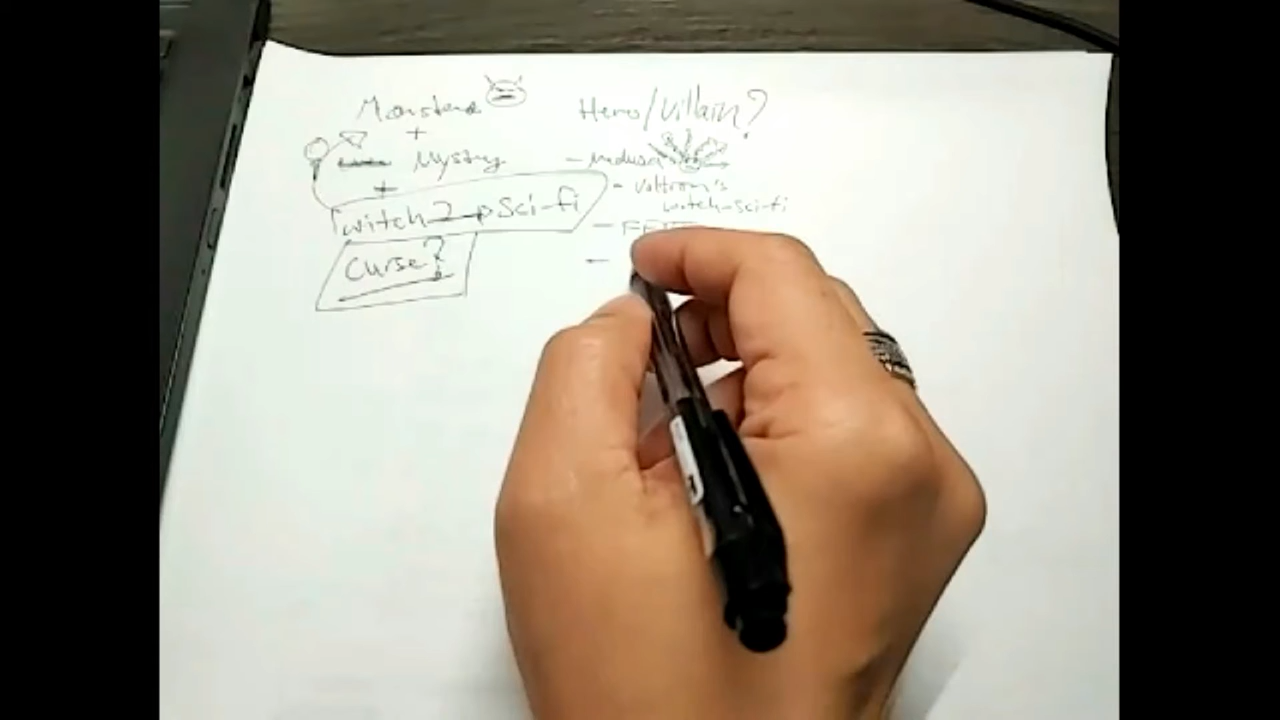 Monsters
+
Mystery
+
witch → Sci-fi
Curse?
Hero/Villain?
- Medusa
- Voltron's
witch-sci-fi
-
-